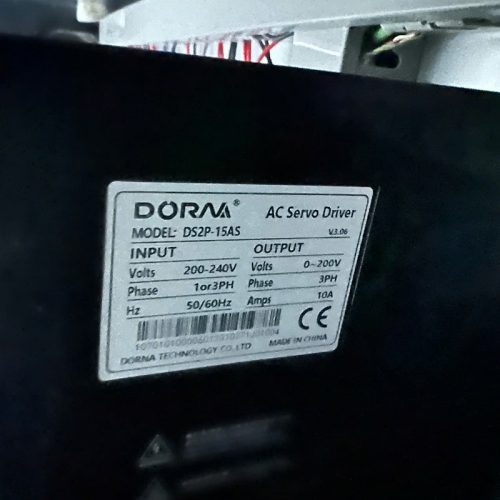 DORNA® AC Servo Driver
MODEL: DS2P-15AS V.3.06
INPUT OUTPUT
Volts 200-240V Volts 0~200V
Phase 1or3PH Phase 3PH
Hz 50/60Hz Amps 10A
CE
DORNA TECHNOLOGY CO.,LTD MADE IN CHINA